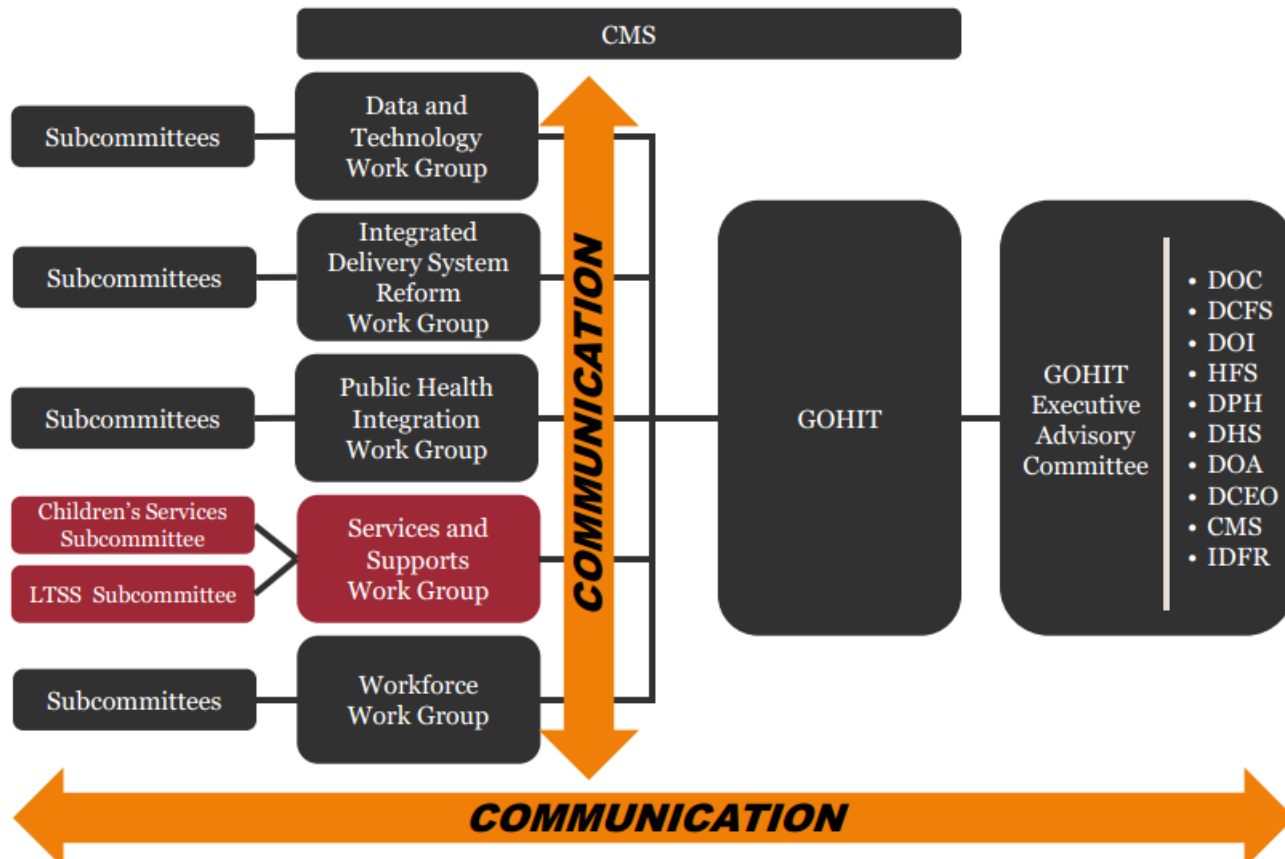 CMS
Subcommittees
Data and
Technology
Work Group
Subcommittees
Integrated
Delivery System
Reform
Work Group
Subcommittees
Public Health
Integration
Work Group
Children’s Services
Subcommittee
LTSS Subcommittee
Services and
Supports
Work Group
Subcommittees
Workforce
Work Group
COMMUNICATION
GOHIT
GOHIT
Executive
Advisory
Committee
• DOC
• DCFS
• DOI
• HFS
• DPH
• DHS
• DOA
• DCEO
• CMS
• IDFR
COMMUNICATION